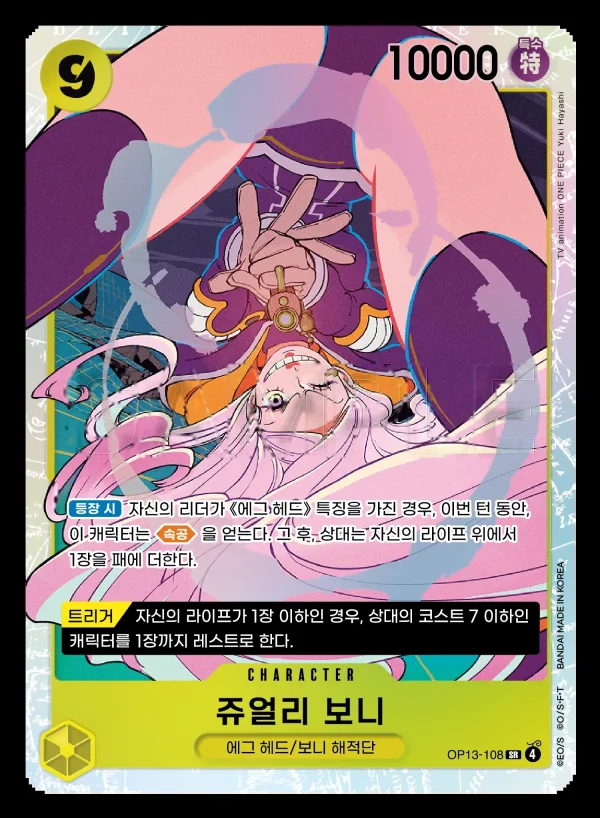 9
10000
특수
特
TV animation ONE PIECE Yuki Hayashi
등장 시 자신의 리더가 《에그 헤드》 특징을 가진 경우, 이번 턴 동안,
이 캐릭터는 속공 을 얻는다. 그 후, 상대는 자신의 라이프 위에서
1장을 패에 더한다.
트리거 자신의 라이프가 1장 이하인 경우, 상대의 코스트 7 이하인
캐릭터를 1장까지 레스트로 한다.
CHARACTER
쥬얼리 보니
에그 헤드/보니 해적단
OP13-108 SR 4
©EO/S ©O/S·F·T BANDAI MADE IN KOREA